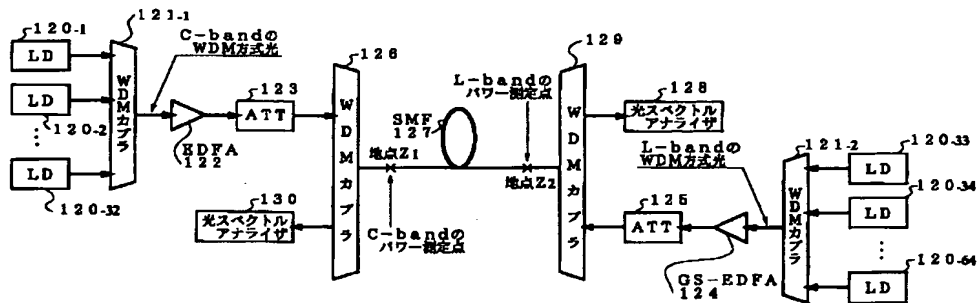 120-1
LD
LD
120-2
LD
120-32
121-1
WDMカプラ
C-bandの
WDM方式光
EDFA
122
123
ATT
126
WDMカプラ
130
光スペクトル
アナライザ
SMF
127
地点Z1
C-bandの
パワー測定点
L-bandの
パワー測定点
地点Z2
129
WDMカプラ
128
光スペクトル
アナライザ
L-bandの
WDM方式光
125
ATT
GS-EDFA
124
121-2
WDMカプラ
120-33
LD
120-34
LD
120-64
LD